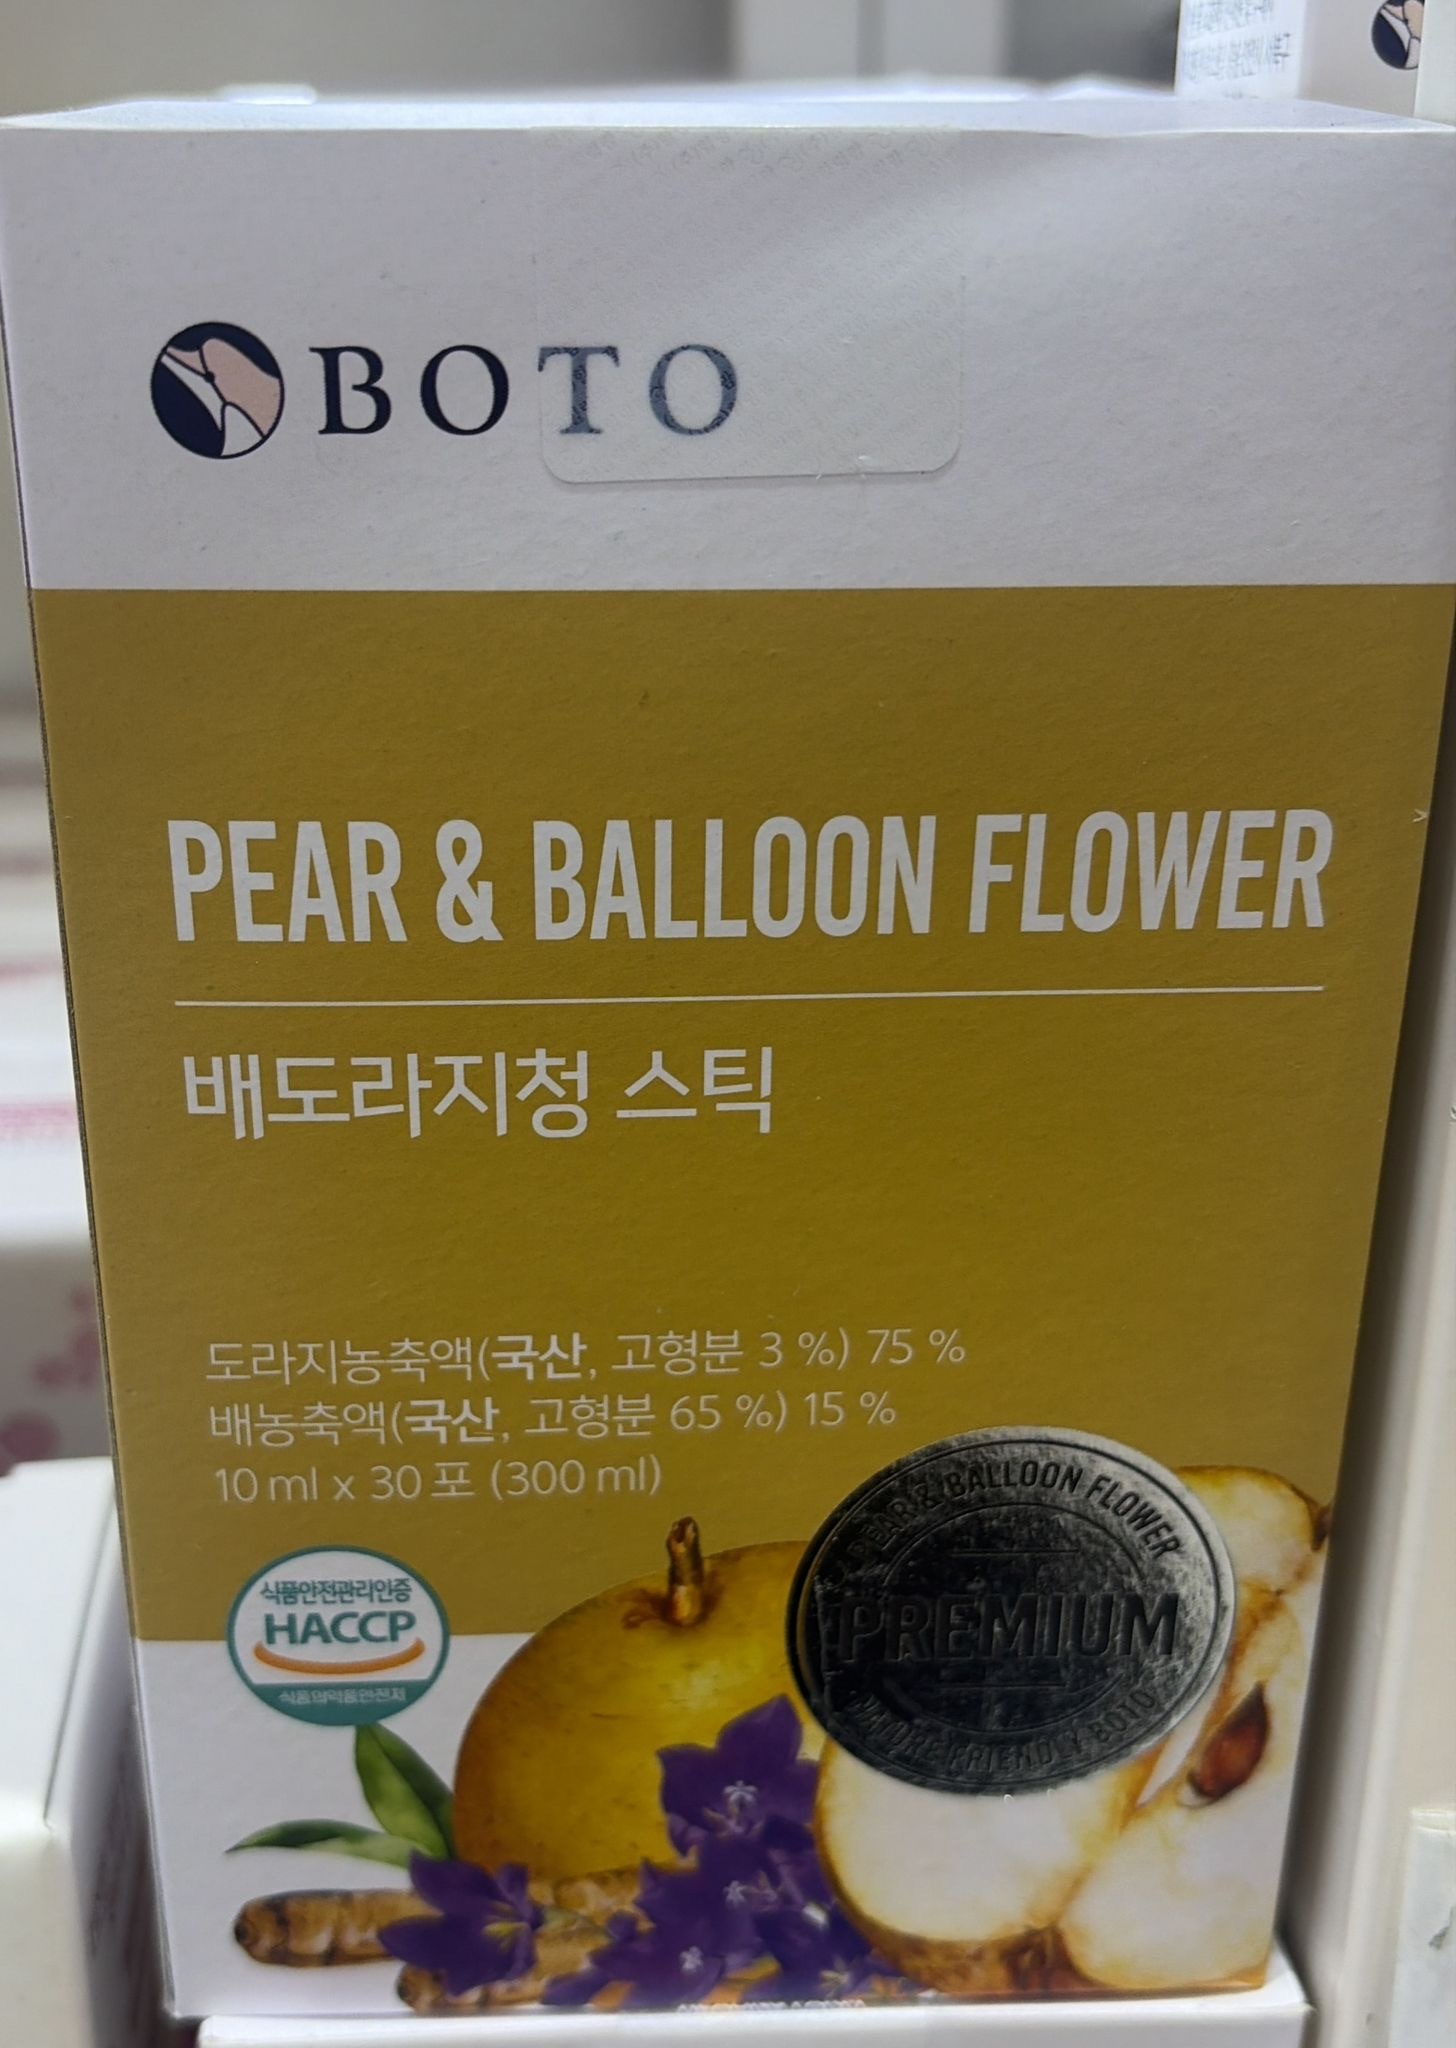 BOTO
PEAR & BALLOON FLOWER
배도라지청 스틱
도라지농축액(국산, 고형분 3 %) 75 %
배농축액(국산, 고형분 65 %) 15 %
10 ml x 30 포 (300 ml)
식품안전관리인증
HACCP
식품의약품안전처
PEAR & BALLOON FLOWER
PREMIUM
NATURE FRIENDLY BOTO